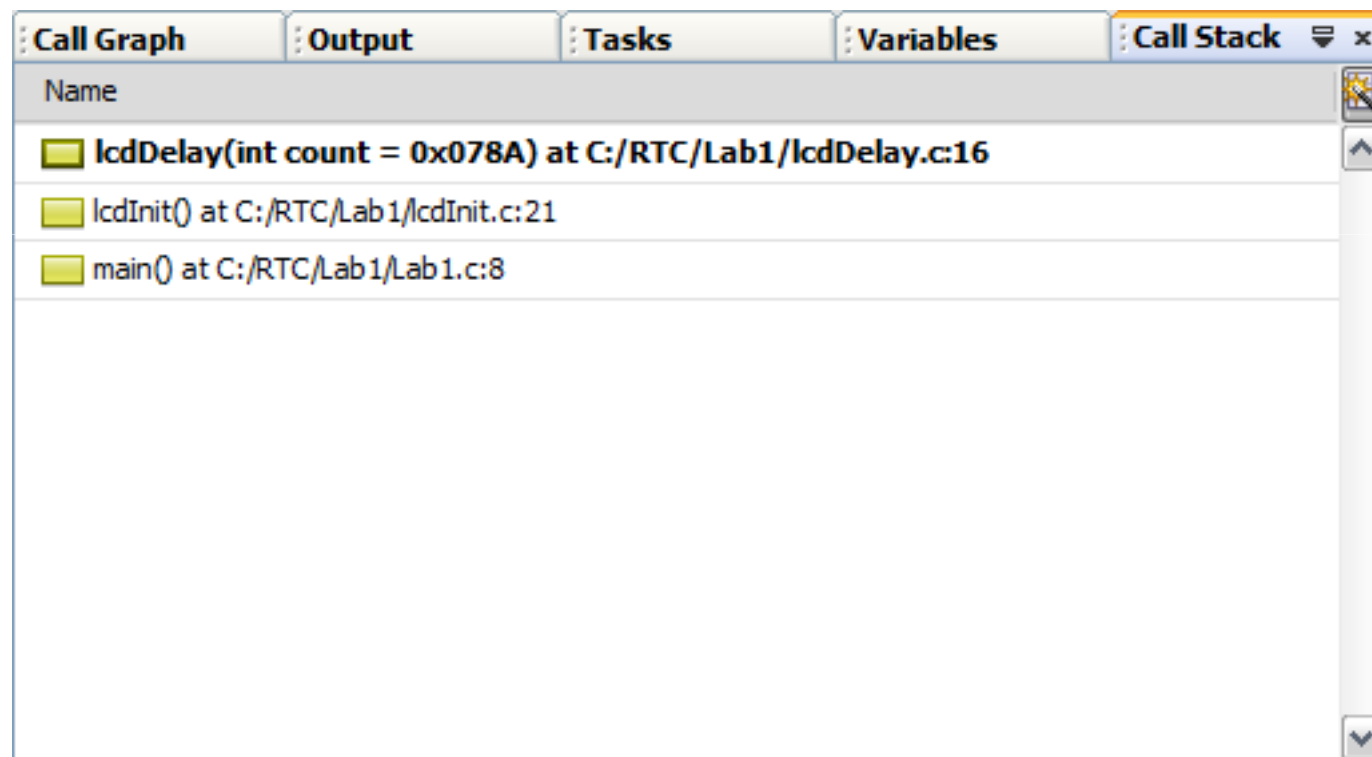 Call Graph Output Tasks Variables Call Stack
Name
lcdDelay(int count = 0x078A) at C:/RTC/Lab1/lcdDelay.c:16
lcdInit() at C:/RTC/Lab1/lcdInit.c:21
main() at C:/RTC/Lab1/Lab1.c:8